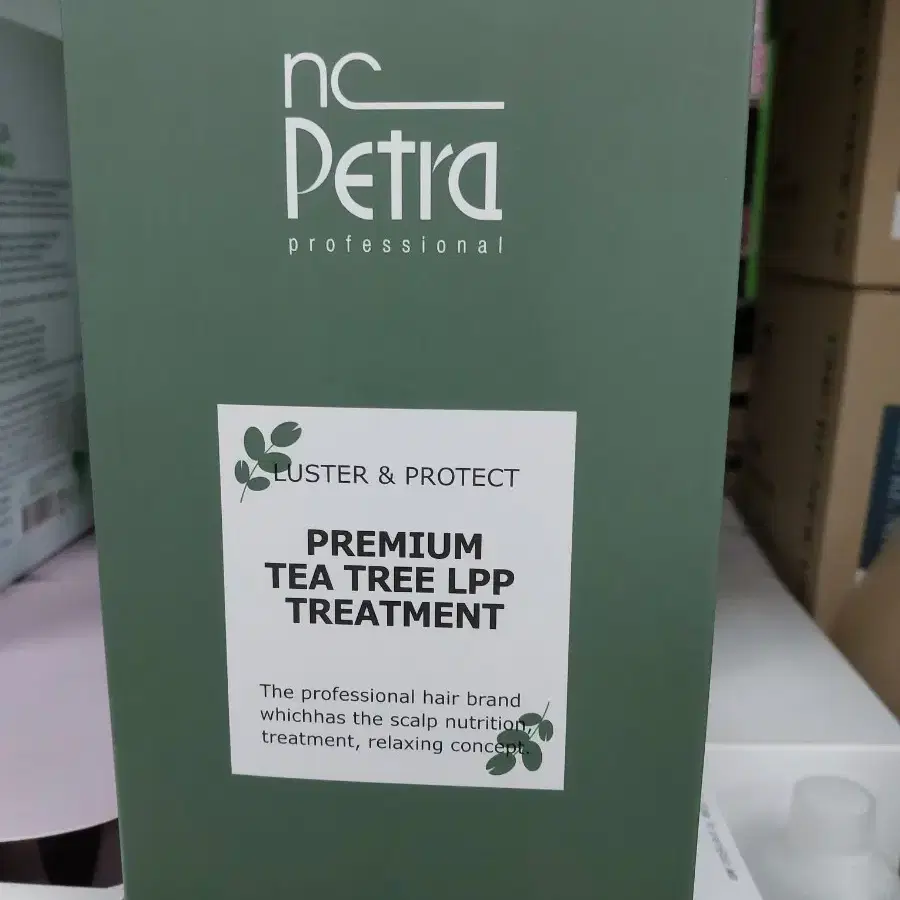 nc
Petra
professional
LUSTER & PROTECT
PREMIUM
TEA TREE LPP
TREATMENT
The professional hair brand
whichhas the scalp nutrition,
treatment, relaxing concept.